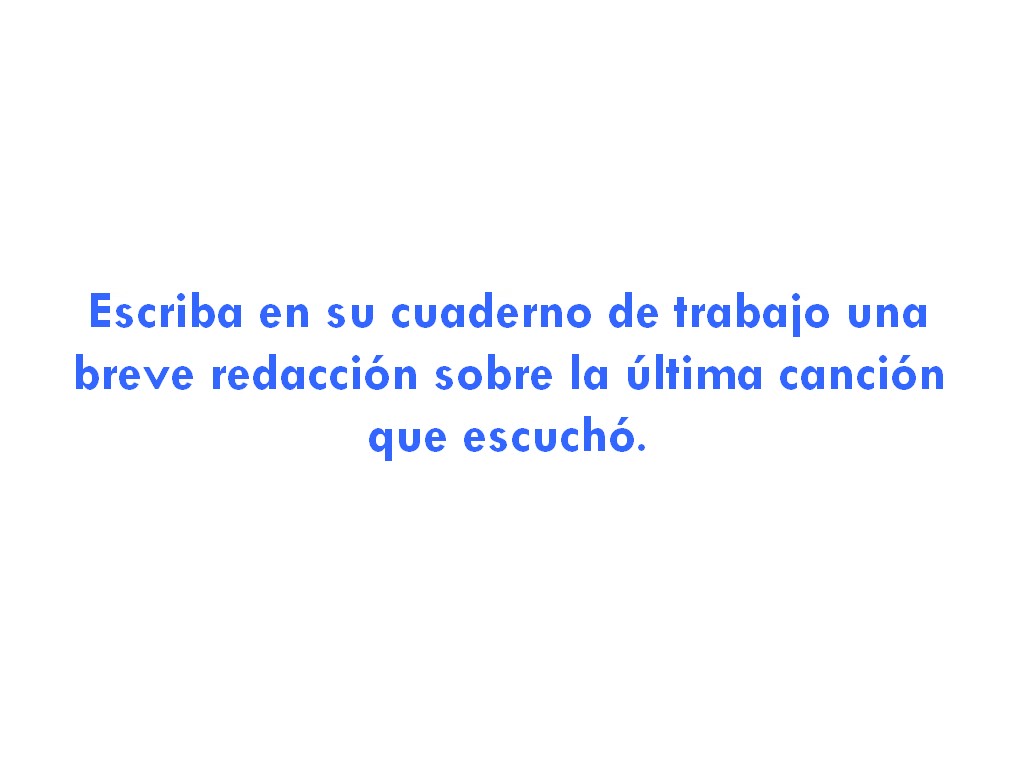 Escriba en su cuaderno de trabajo una
breve redacción sobre la última canción
que escuchó.